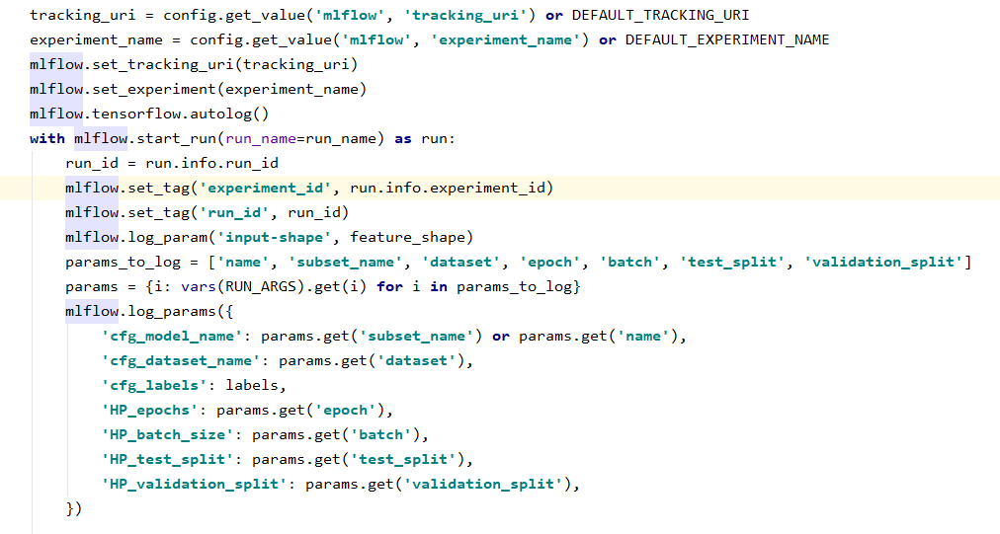 tracking_uri = config.get_value('mlflow', 'tracking_uri') or DEFAULT_TRACKING_URI
experiment_name = config.get_value('mlflow', 'experiment_name') or DEFAULT_EXPERIMENT_NAME
mlflow.set_tracking_uri(tracking_uri)
mlflow.set_experiment(experiment_name)
mlflow.tensorflow.autolog()
with mlflow.start_run(run_name=run_name) as run:
    run_id = run.info.run_id
    mlflow.set_tag('experiment_id', run.info.experiment_id)
    mlflow.set_tag('run_id', run_id)
    mlflow.log_param('input-shape', feature_shape)
    params_to_log = ['name', 'subset_name', 'dataset', 'epoch', 'batch', 'test_split', 'validation_split']
    params = {i: vars(RUN_ARGS).get(i) for i in params_to_log}
    mlflow.log_params({
        'cfg_model_name': params.get('subset_name') or params.get('name'),
        'cfg_dataset_name': params.get('dataset'),
        'cfg_labels': labels,
        'HP_epochs': params.get('epoch'),
        'HP_batch_size': params.get('batch'),
        'HP_test_split': params.get('test_split'),
        'HP_validation_split': params.get('validation_split'),
    })